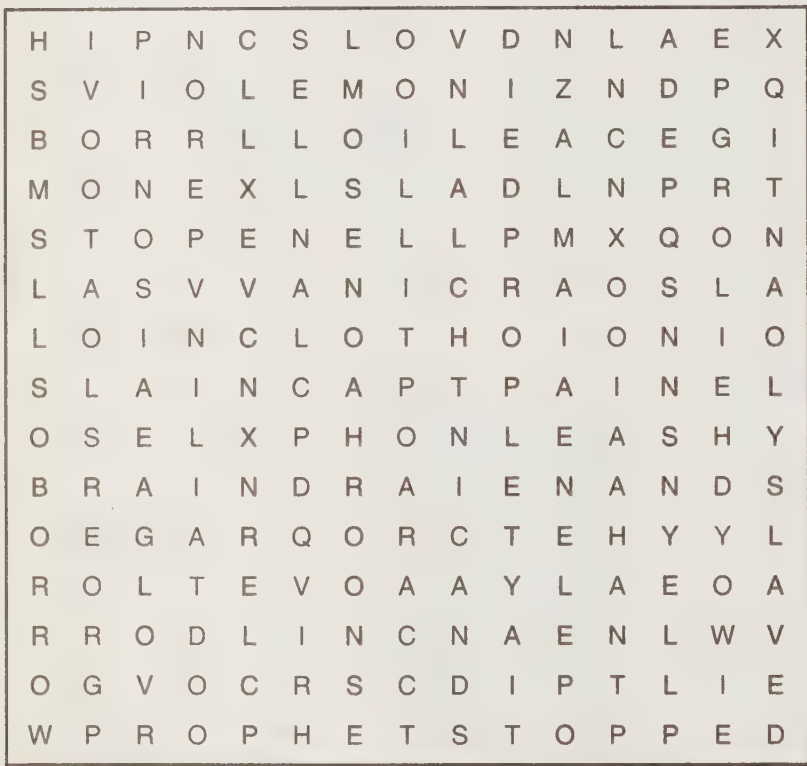 H I P N C S L O V D N L A E X
S V I O L E M O N I Z N D P Q
B O R R L L O I L E A C E G I
M O N E X L S L A D L N P R T
S T O P E N E L L P M X Q O N
L A S V V A N I C R A O S L A
L O I N C L O T H O I O N I O
S L A I N C A P T P A I N E L
O S E L X P H O N L E A S H Y
B R A I N D R A I E N A N D S
O E G A R Q O R C T E H Y Y L
R O L T E V O A A Y L A E O A
R R O D L I N C N A E N L W V
O G V O C R S C D I P T L I E
W P R O P H E T S T O P P E D